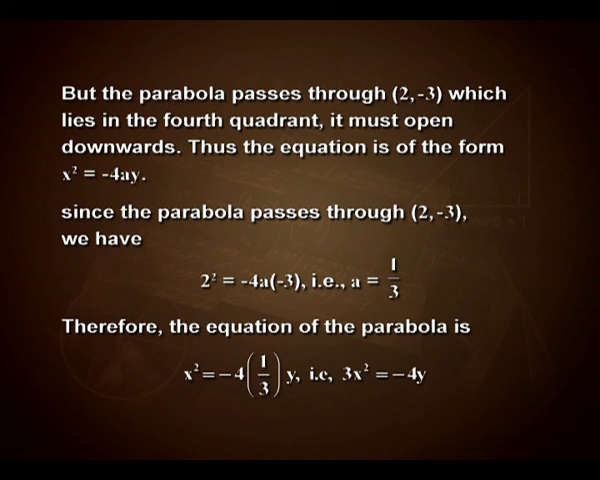 But the parabola passes through (2,-3) which
lies in the fourth quadrant, it must open
downwards. Thus the equation is of the form
x² = -4ay.
since the parabola passes through (2,-3),
we have
2² = -4a(-3), i.e., a = 1/3
Therefore, the equation of the parabola is
x² = -4(1/3) y, i.e, 3x² = -4y